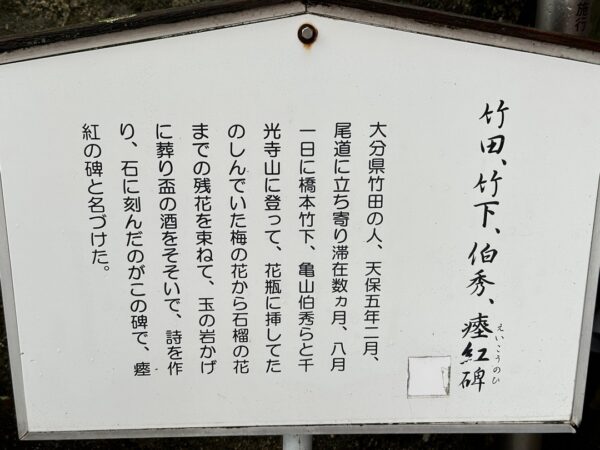 竹田、竹下、伯秀、瘞紅碑
えいこうのひ
大分県竹田の人、天保五年二月、
尾道に立ち寄り滞在数ヵ月、八月
一日に橋本竹下、亀山伯秀らと千
光寺山に登って、花瓶に挿してた
のしんでいた梅の花から石榴の花
までの残花を束ねて、玉の岩かげ
に葬り盃の酒をそそいで、詩を作
り、石に刻んだのがこの碑で、瘞
紅の碑と名づけた。
施行